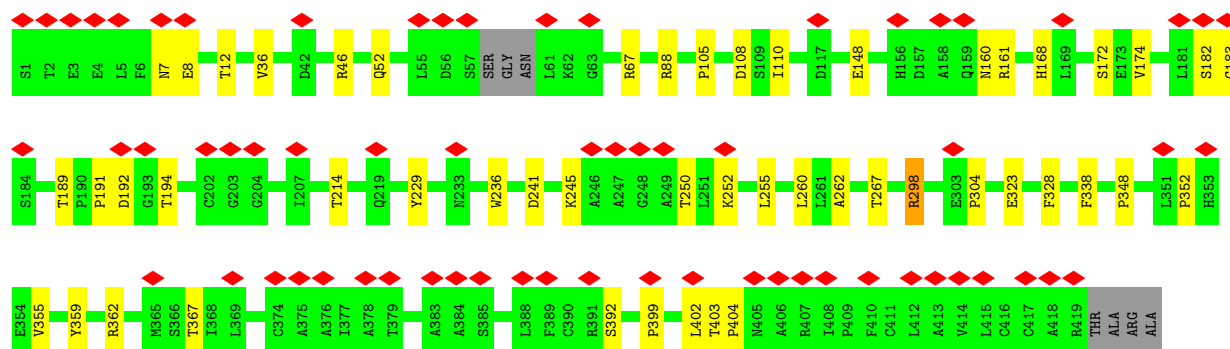 S1 T2 E3 E4 L5 F6 N7 E8 T12 V36 D42 R46 Q52 L55 D56 S57 SER GLY ASN L61 K62 G63 R67 R88 P105 D108 S109 I110 D117 E148 H156 D157 A158 Q159 N160 R161 H168 L169 S172 E173 V174 L181 S182
S184 T189 P190 P191 D192 G193 T194 C202 G203 G204 I207 T214 Q219 Y229 N233 W236 D241 K245 A246 A247 G248 A249 T250 L251 K252 L255 L260 L261 A262 T267 R298 E303 P304 E323 F328 F338 P348 L351 P352 H353
E354 V355 Y359 R362 M365 S366 T367 I368 L369 C374 A375 A376 I377 A378 T379 A383 A384 S385 L388 F389 C390 R391 S392 P399 L402 T403 P404 N405 A406 R407 I408 P409 F410 C411 L412 A413 V414 L415 C416 C417 A418 R419 THR ALA ARG ALA